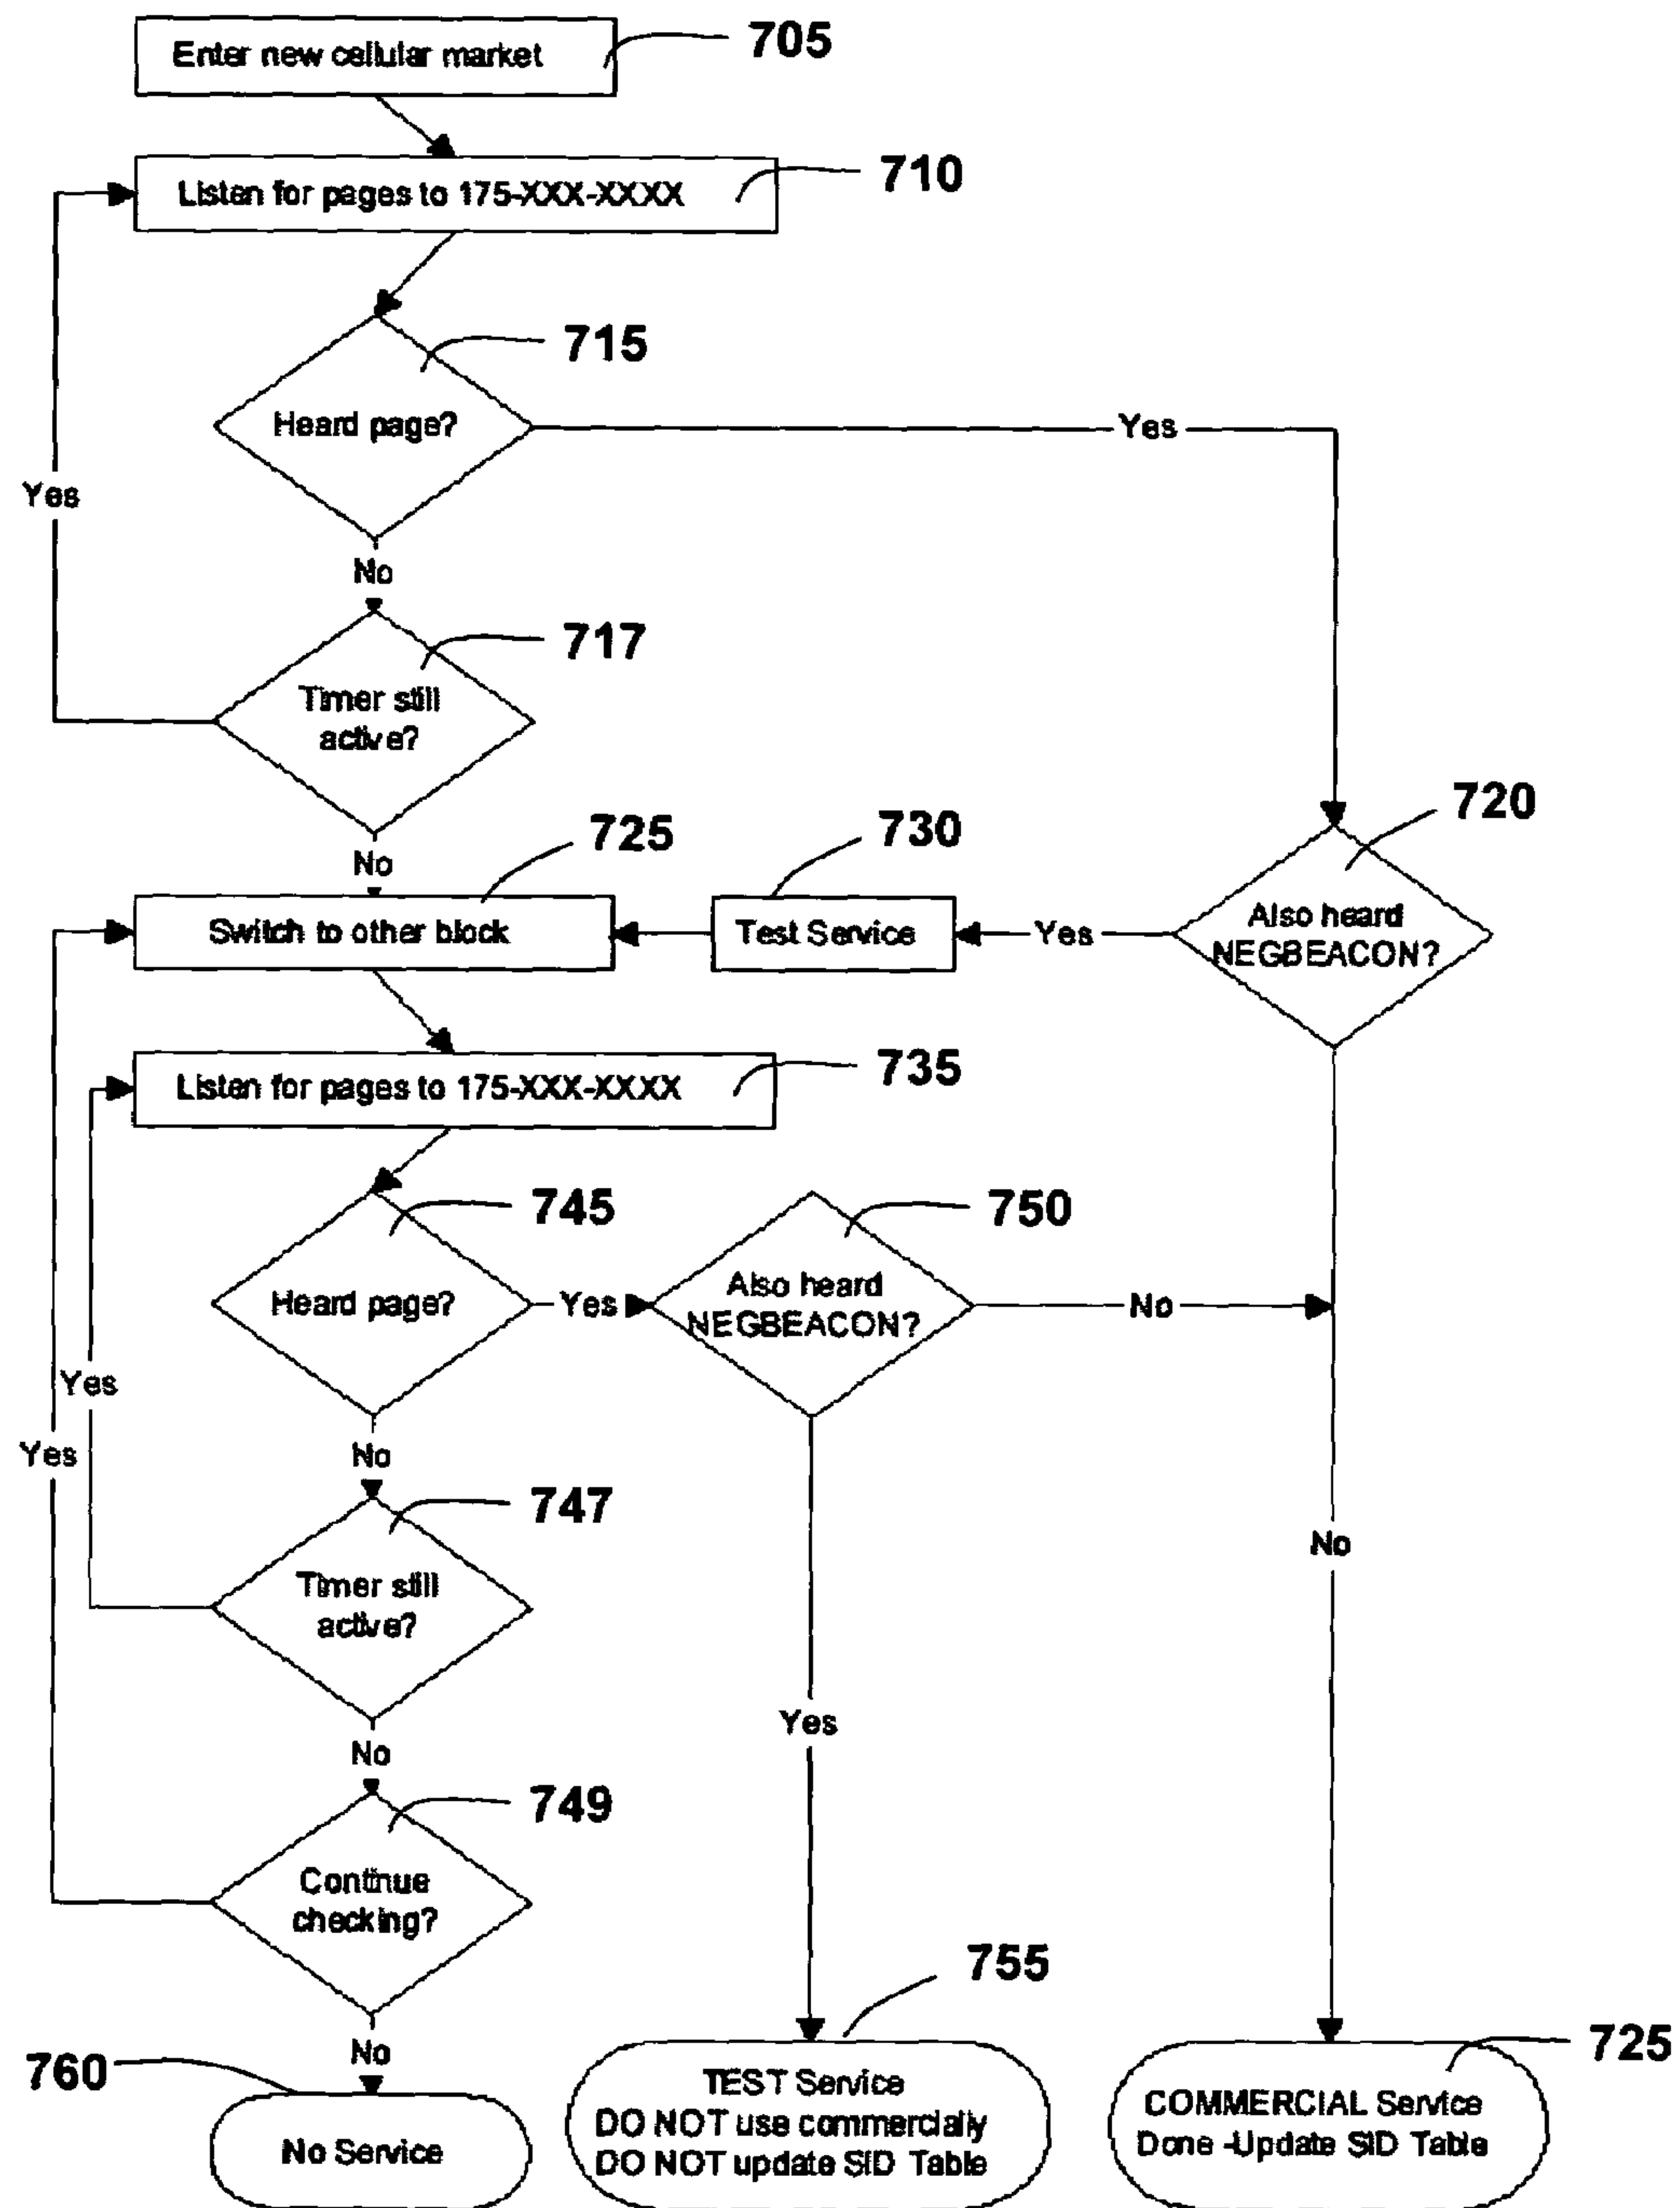 Enter new cellular market
705
Listen for pages to 175-XXX-XXXX
710
715
Heard page?
Yes
Yes
No
717
Timer still
active?
720
725
730
No
Also heard
NEGBEACON?
Switch to other block
Test Service
Yes
735
Listen for pages to 175-XXX-XXXX
745
750
Also heard
NEGBEACON?
Heard page?
Yes
No
Yes
Yes
No
747
No
Timer still
active?
Yes
No
749
Continue
checking?
755
No
760
725
TEST Service
DO NOT use commercially
DO NOT update SID Table
COMMERCIAL Service
Done -Update SID Table
No Service